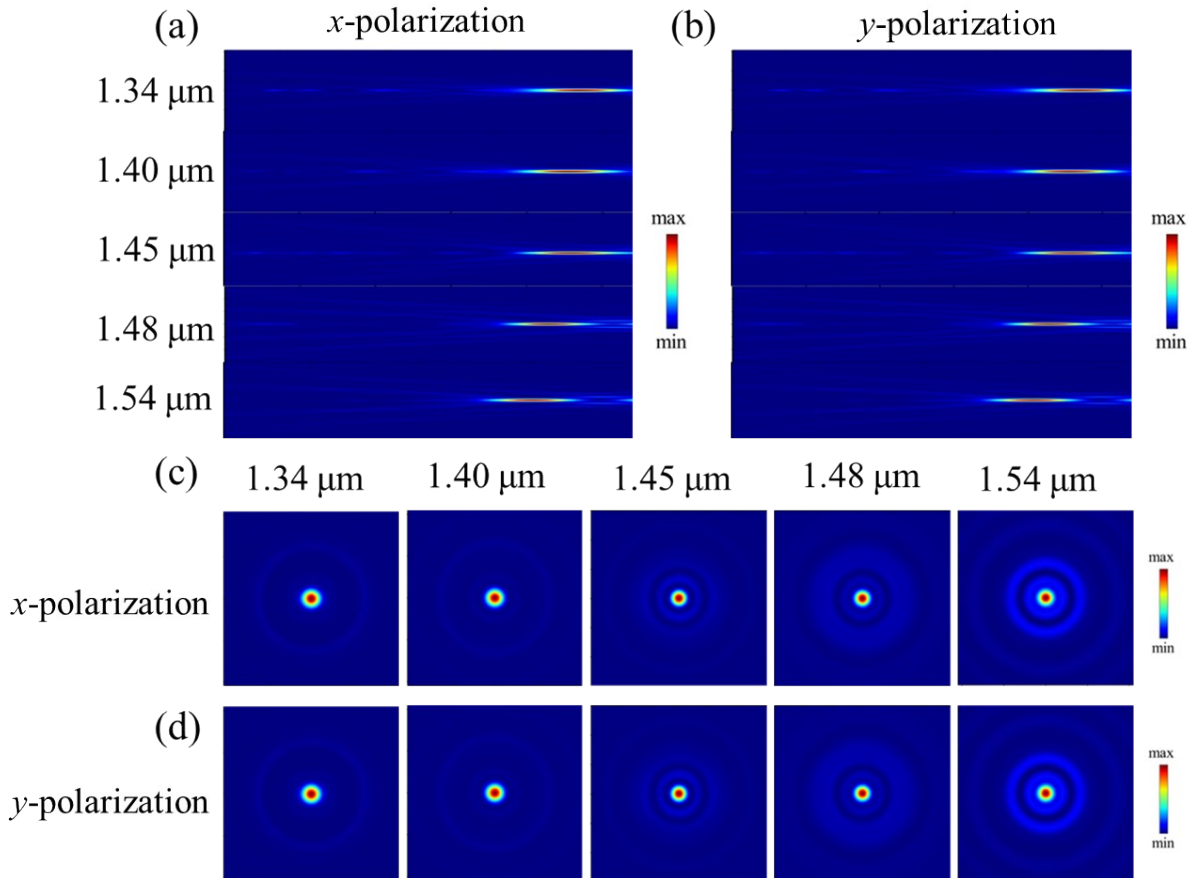 (a) x-polarization (b) y-polarization
1.34 μm
1.40 μm
max max
1.45 μm
1.48 μm
min min
1.54 μm
(c) 1.34 μm 1.40 μm 1.45 μm 1.48 μm 1.54 μm
max
x-polarization
min
(d)
max
y-polarization
min